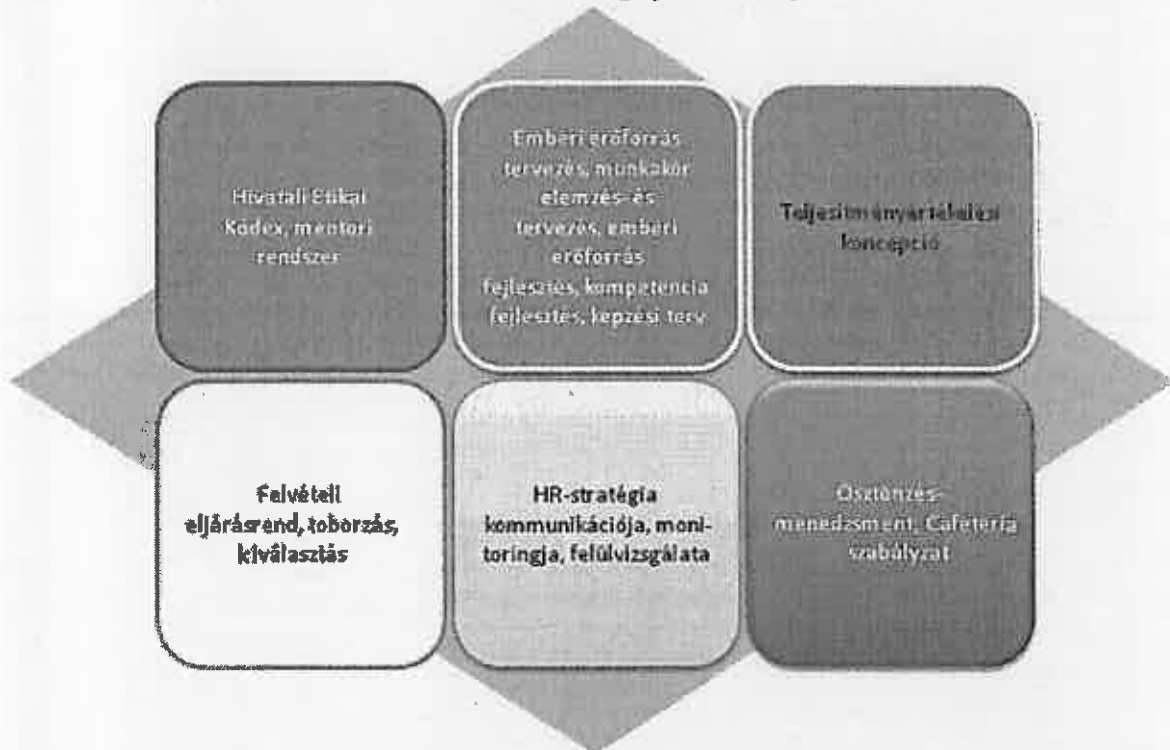 Hivatali Etikai
Kódex, mentori
rendszer
Emberi erőforrás
tervezés, munkakör
elemzés- és
tervezés, emberi
erőforrás
fejlesztés, kompetencia
fejlesztés, képzési terv
Teljesítményértékelési
koncepció
Felvételi
eljárásrend, toborzás,
kiválasztás
HR-stratégia
kommunikációja, moni-
toringja, felülvizsgálata
Ösztönzés-
menedzsment, Cafeteria
szabályzat